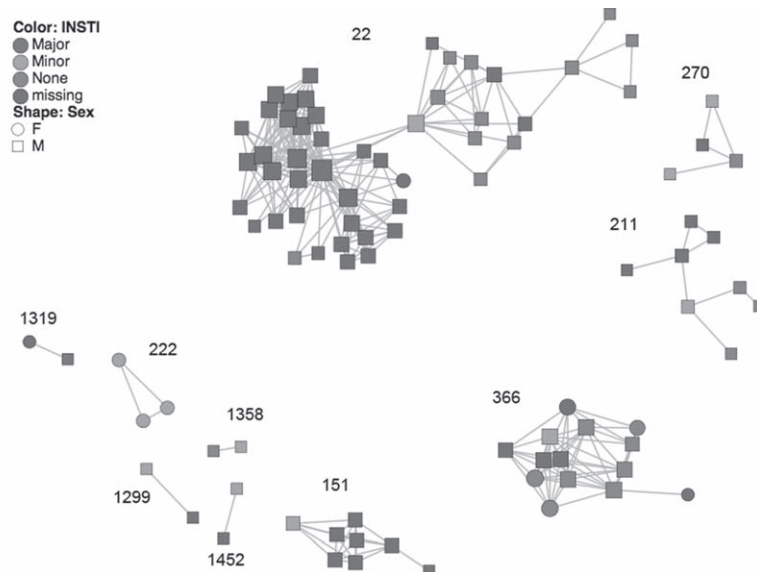 Color: INSTI
Major
Minor
None
missing
Shape: Sex
F
M
22
270
211
1319
222
1358
366
1299
151
1452